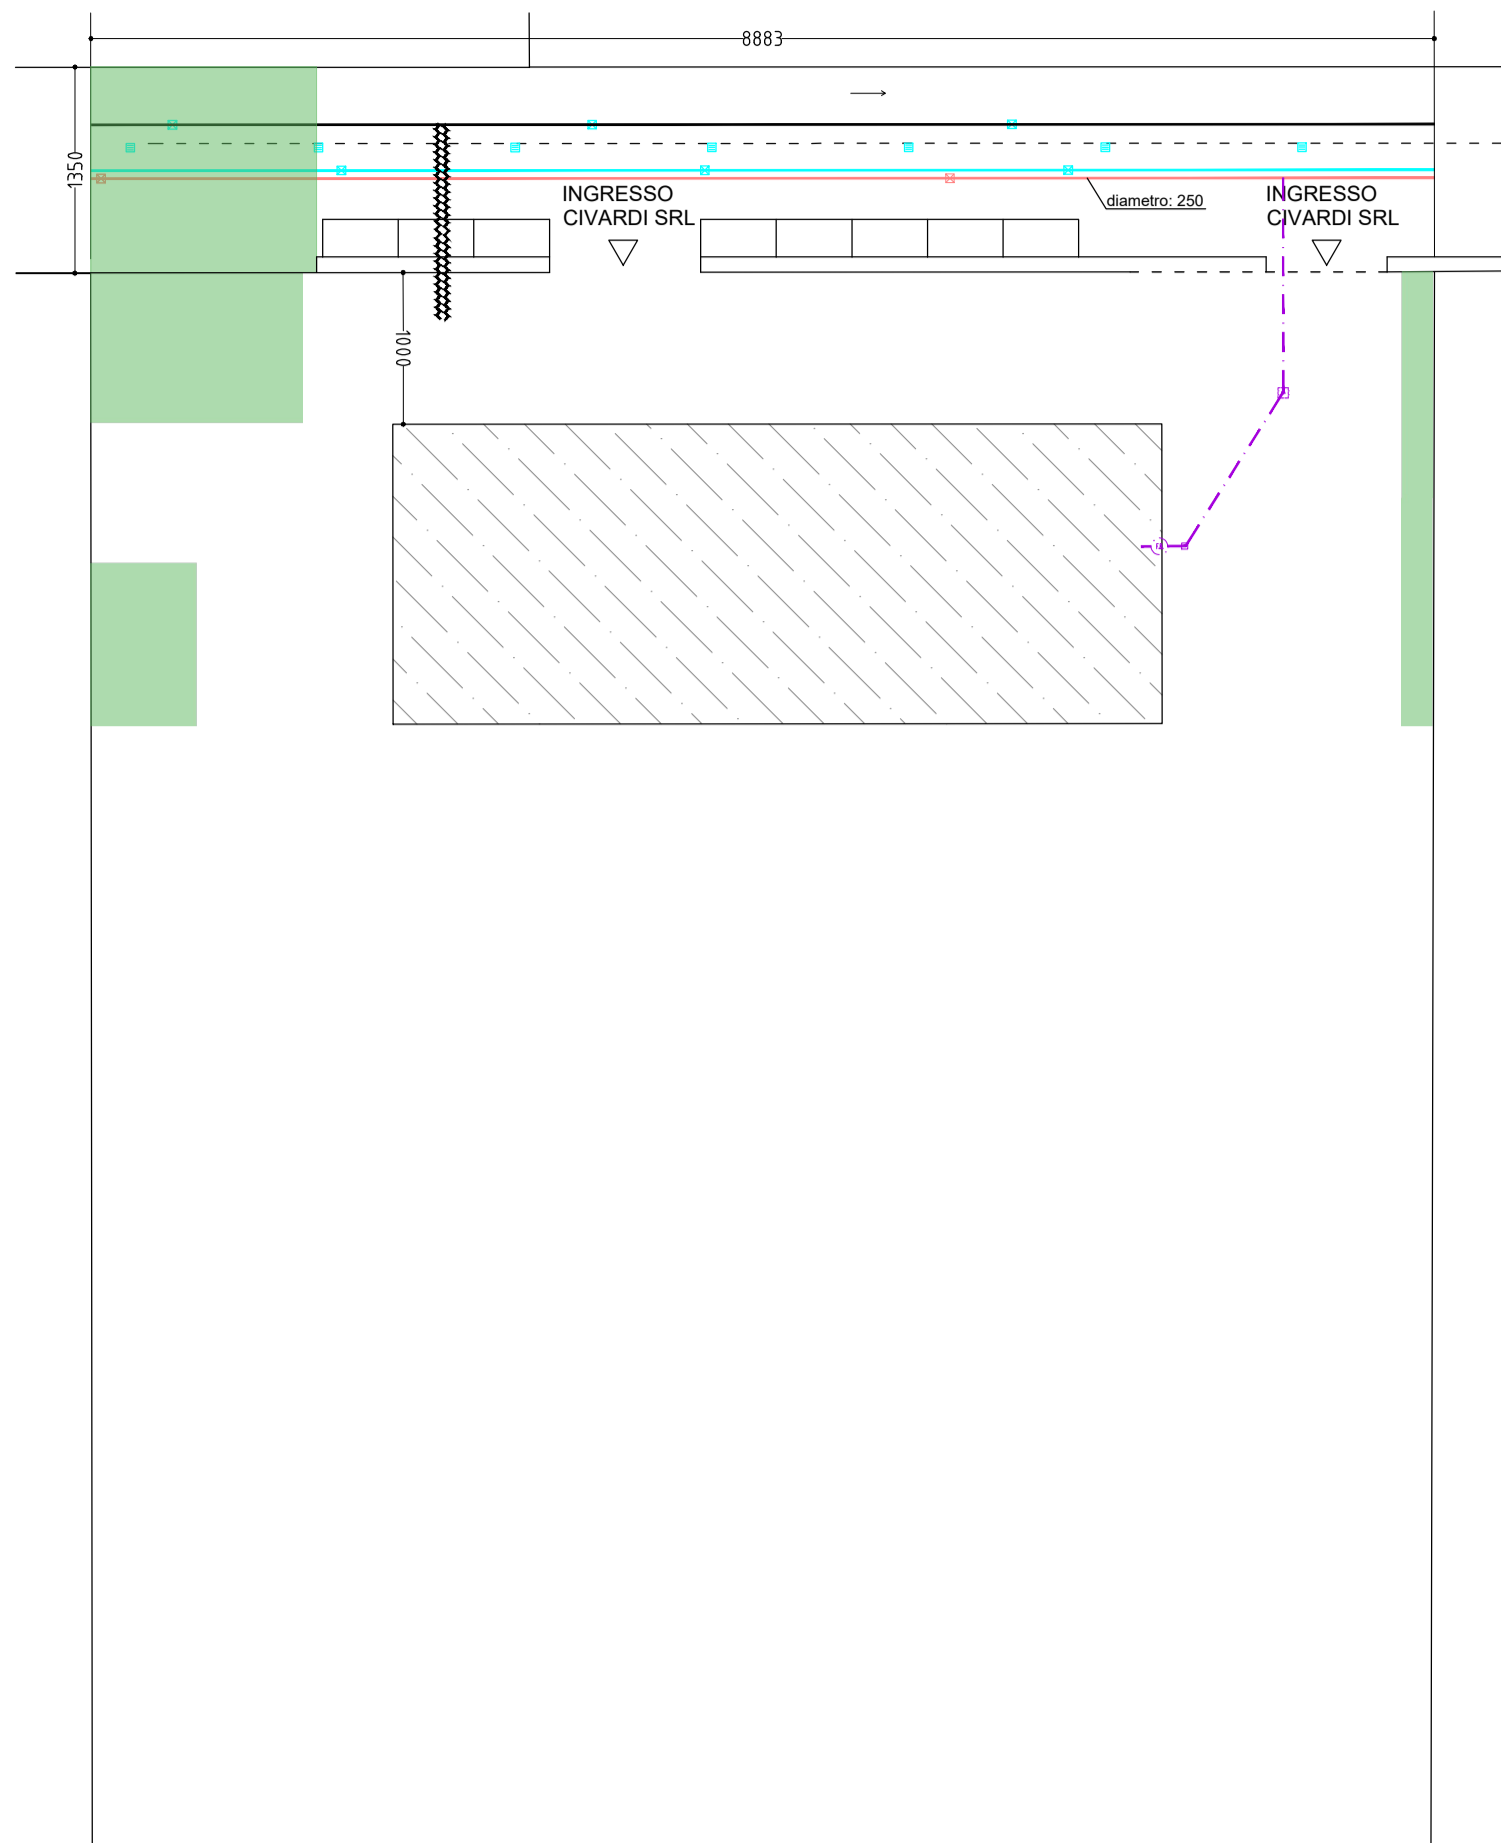 8883
1350
INGRESSO
CIVARDI SRL
diametro: 250
INGRESSO
CIVARDI SRL
1000